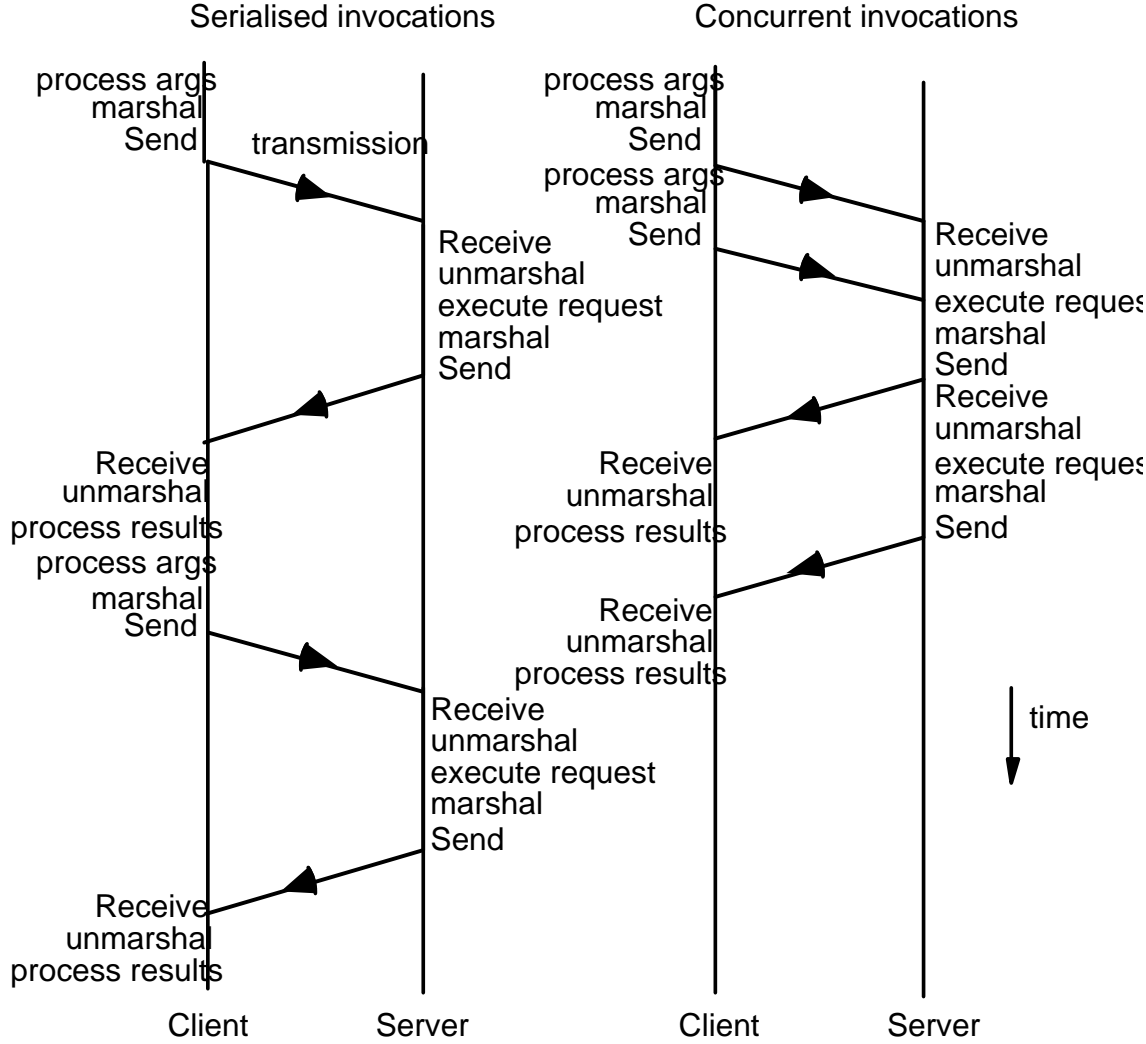 Serialised invocations
process args
marshal
Send
transmission
Receive
unmarshal
execute request
marshal
Send
Receive
unmarshal
process results
process args
marshal
Send
Receive
unmarshal
execute request
marshal
Send
Receive
unmarshal
process results
Client
Server
Concurrent invocations
process args
marshal
Send
process args
marshal
Send
Receive
unmarshal
execute reques
marshal
Send
Receive
unmarshal
execute reques
marshal
Send
Receive
unmarshal
process results
Receive
unmarshal
process results
time
Client
Server